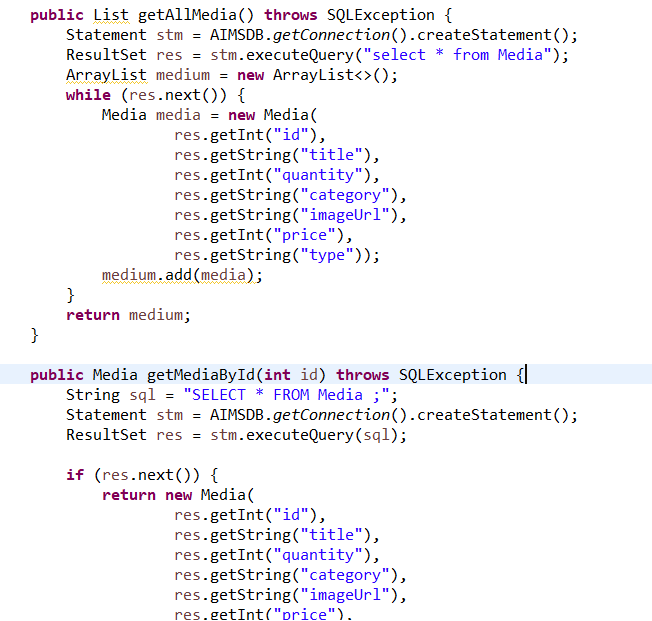 public List getAllMedia() throws SQLException {
Statement stm = AIMSDB.getConnection().createStatement();
ResultSet res = stm.executeQuery("select * from Media");
ArrayList medium = new ArrayList<>();
while (res.next()) {
Media media = new Media(
res.getInt("id"),
res.getString("title"),
res.getInt("quantity"),
res.getString("category"),
res.getString("imageUrl"),
res.getInt("price"),
res.getString("type"));
medium.add(media);
}
return medium;
}
public Media getMediaById(int id) throws SQLException {
String sql = "SELECT * FROM Media ;";
Statement stm = AIMSDB.getConnection().createStatement();
ResultSet res = stm.executeQuery(sql);
if (res.next()) {
return new Media(
res.getInt("id"),
res.getString("title"),
res.getInt("quantity"),
res.getString("category"),
res.getString("imageUrl"),
res.getInt("price"),